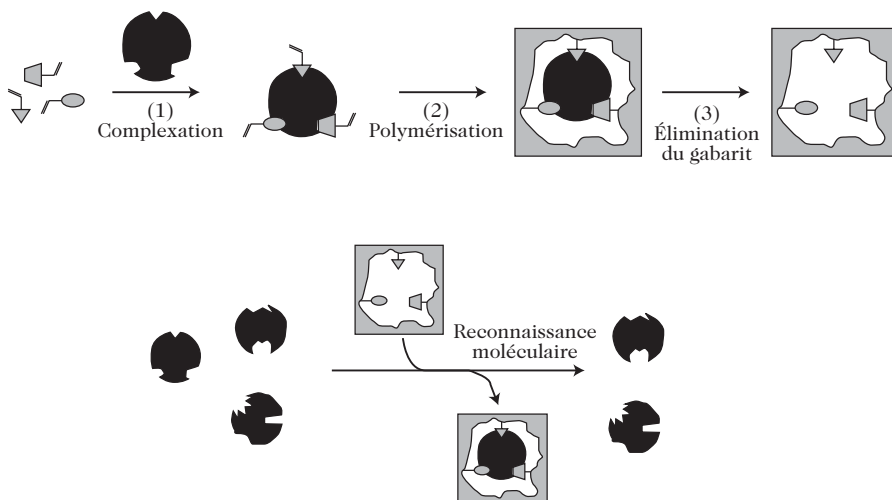 (1)
Complexation
(2)
Polymérisation
(3)
Élimination
du gabarit
Reconnaissance
moléculaire